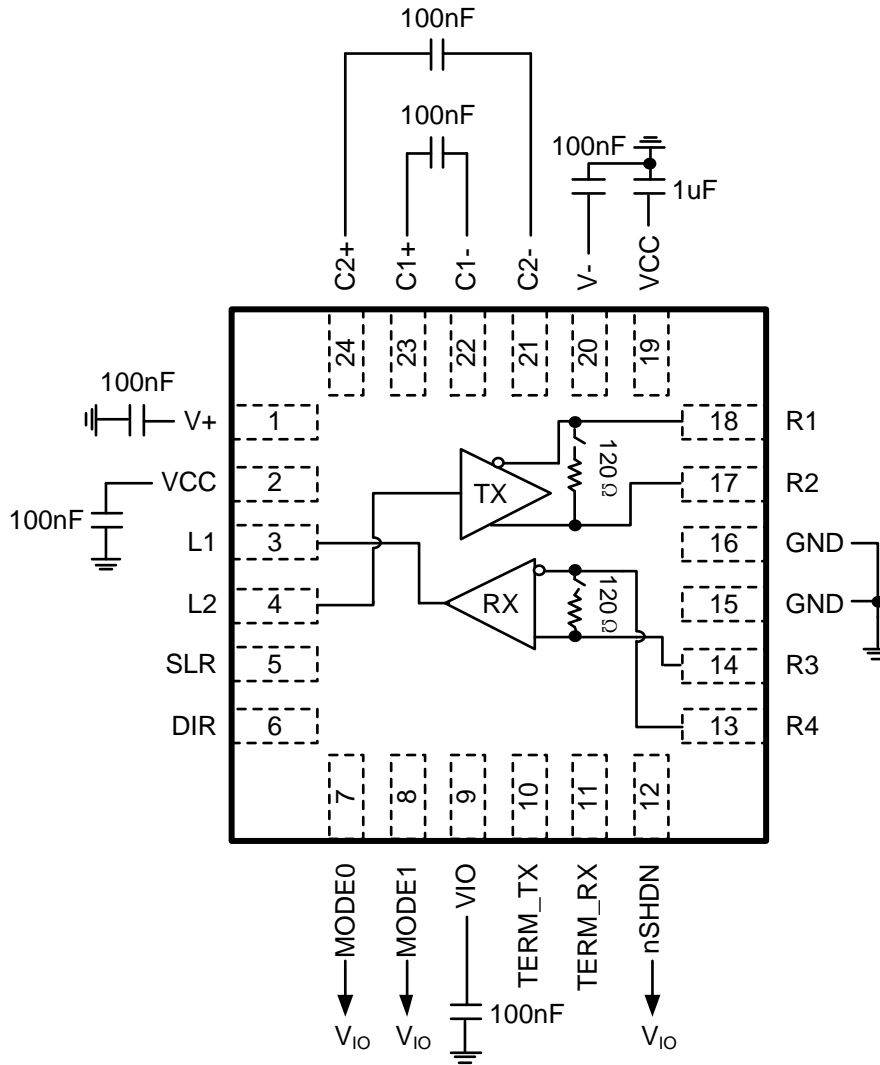 100nF
100nF
100nF
1uF
C2+
C1+
C1-
C2-
V-
VCC
24
23
22
21
20
19
100nF
V+
1
18
R1
120 Ω
TX
VCC
2
17
R2
100nF
L1
3
16
GND
L2
4
RX
120 Ω
15
GND
SLR
5
14
R3
DIR
6
13
R4
7
8
9
10
11
12
MODE0
MODE1
VIO
TERM_TX
TERM_RX
nSHDN
100nF
VIO
VIO
VIO